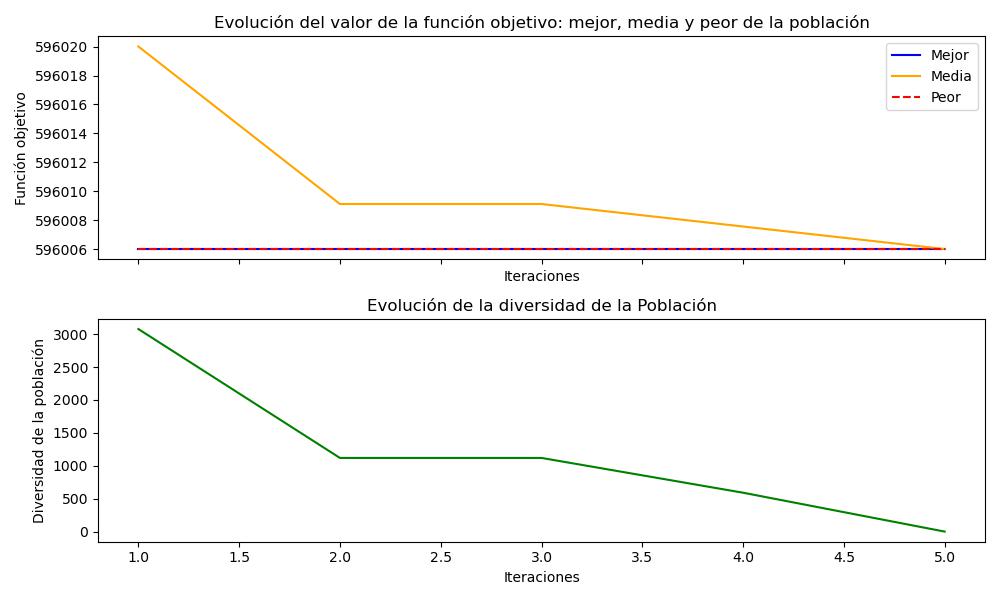 Evolución del valor de la función objetivo: mejor, media y peor de la población
596020
596018
596016
596014
596012
596010
596008
596006
Función objetivo
Mejor
Media
Peor
Iteraciones
Evolución de la diversidad de la Población
3000
2500
2000
1500
1000
500
0
Diversidad de la población
1.0 1.5 2.0 2.5 3.0 3.5 4.0 4.5 5.0
Iteraciones